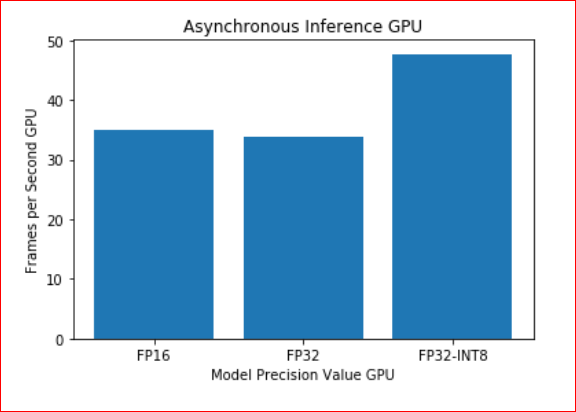 Asynchronous Inference GPU
Frames per Second GPU
50
40
30
20
10
0
FP16 FP32 FP32-INT8
Model Precision Value GPU